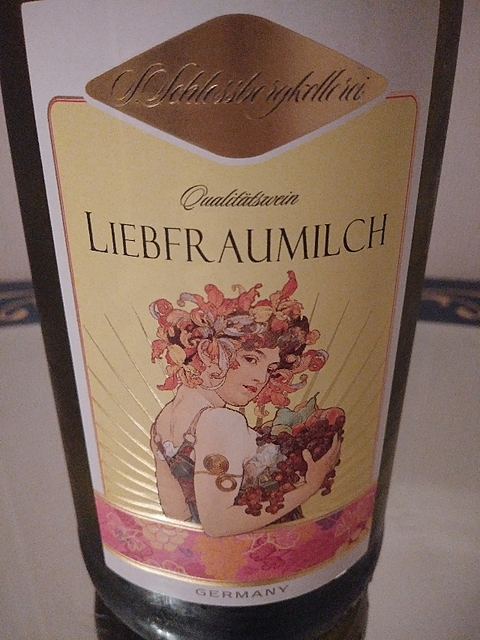 S. Schlossbergkellerei
Qualitätswein
LIEBFRAUMILCH
GERMANY